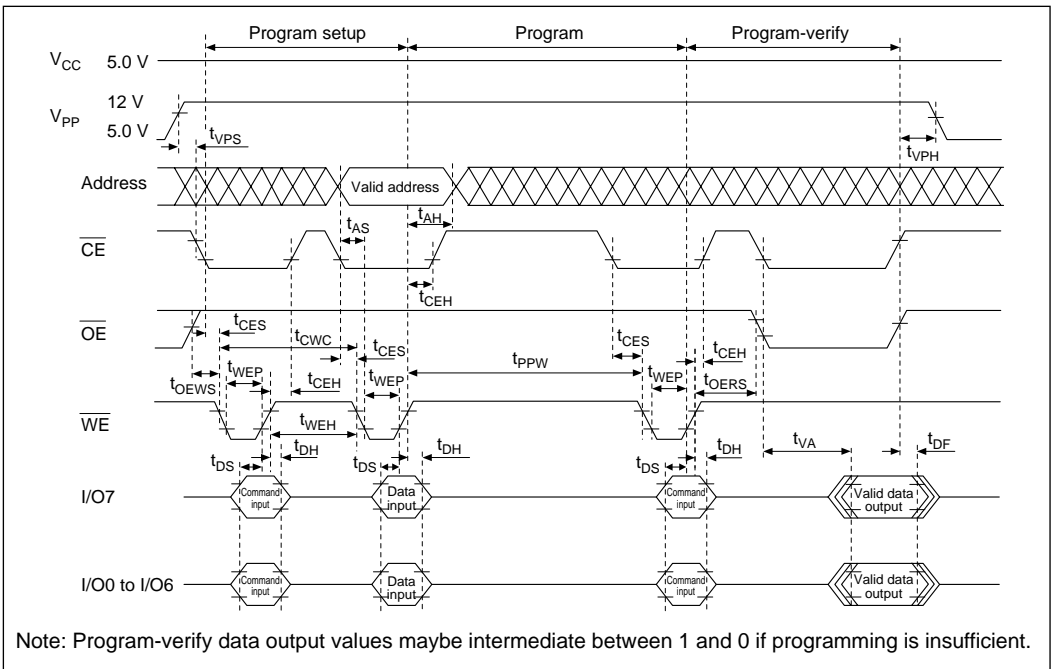 Program setup Program Program-verify
VCC 5.0 V
VPP 12 V
5.0 V
tVPS
tVPH
Address Valid address
tAH
tAS
CE
tCEH
OE
tCES
tCWC
tCES
tCEH
tPPW
tOEWS
tWEP
tCEH
tWEP
tWEP
tOERS
WE
tWEH
tDS
tDH
tDS
tDH
tDS
tDH
tVA
tDF
I/O7
Command input
Data input
Command input
Valid data output
I/O0 to I/O6
Command input
Data input
Command input
Valid data output
Note: Program-verify data output values maybe intermediate between 1 and 0 if programming is insufficient.